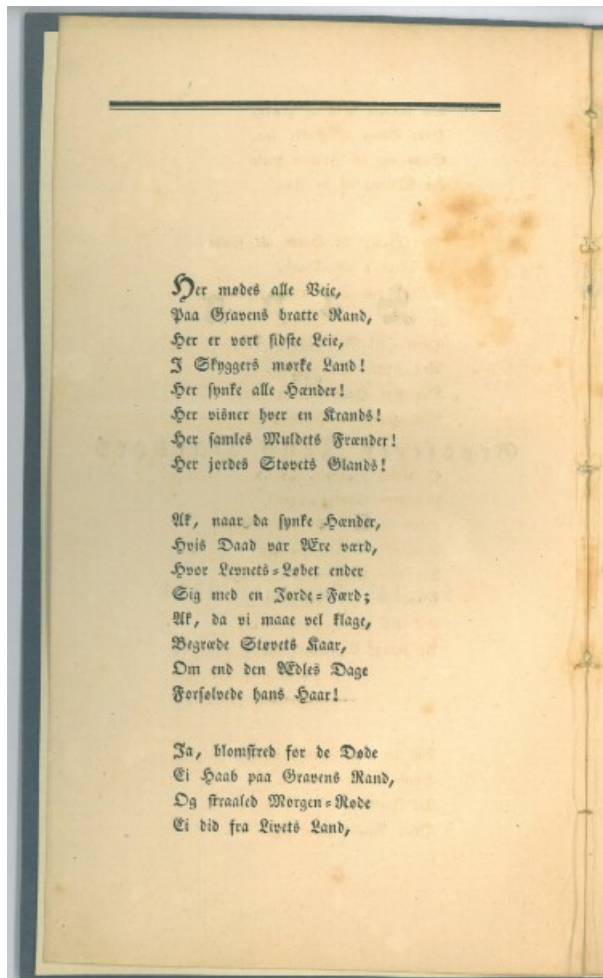 Her mødes alle Veie,
Paa Gravens bratte Rand,
Her er vort sidste Leie,
I Skyggers mørke Land!
Her synke alle Hænder!
Her visner hver en Krands!
Her samles Muldets Frænder!
Her jordes Støvets Glands!
Ak, naar da synke Hænder,
Hvis Daad var Ære værd,
Hvor Levnets-Løbet ender
Sig med en Jorde-Færd;
Ak, da vi maae vel klage,
Begræde Støvets Kaar,
Om end den Ædles Dage
Forsølvede hans Haar!
Ja, blomstred for de Døde
Ei Haab paa Gravens Rand,
Og straaled Morgen-Røde
Ei did fra Livets Land,